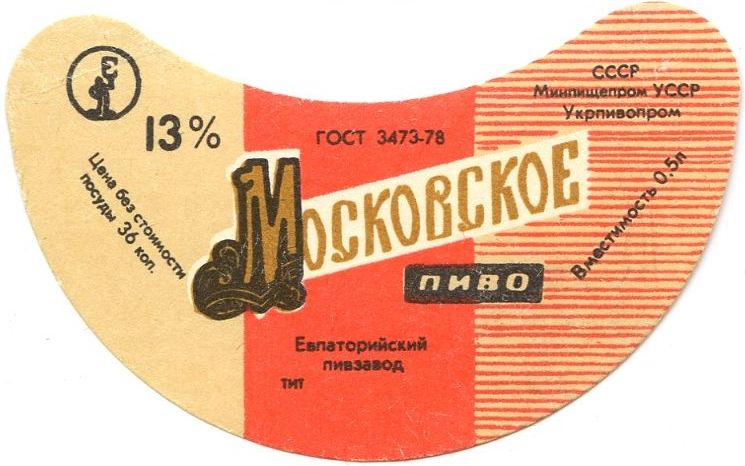 Е
13%
Цена без стоимости
посуды 36 коп.
ГОСТ 3473-78
СССР
Минпищепром УССР
Укрпивопром
Вместимость 0,5л
Московское
пиво
Евпаторийский
пивзавод
тит